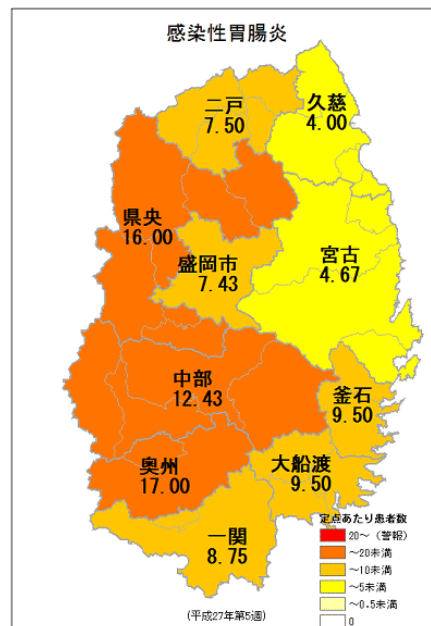 感染性胃腸炎
二戸
7.50
久慈
4.00
県央
16.00
盛岡市
7.43
宮古
4.67
中部
12.43
釜石
9.50
奥州
17.00
大船渡
9.50
一関
8.75
定点あたり患者数
20～（警報）
～20未満
～10未満
～5未満
～0.5未満
0
(平成27年第5週)